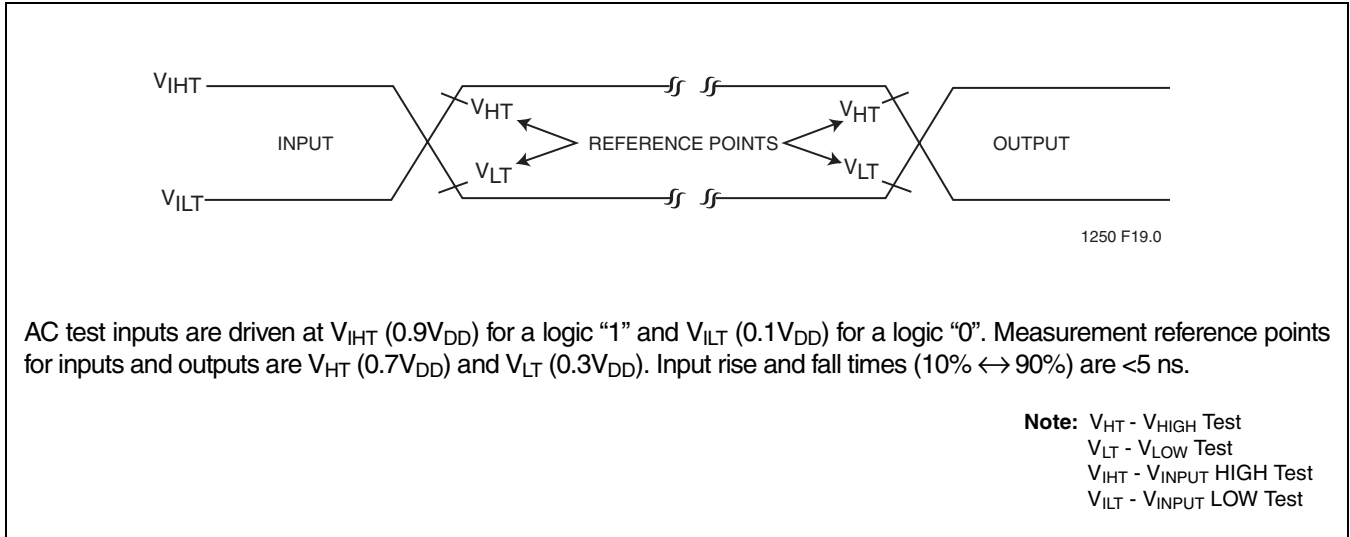 VIHT
VHT
VHT
INPUT
REFERENCE POINTS
OUTPUT
VLT
VLT
VILT
1250 F19.0
AC test inputs are driven at VIHT (0.9VDD) for a logic “1” and VILT (0.1VDD) for a logic “0”. Measurement reference points
for inputs and outputs are VHT (0.7VDD) and VLT (0.3VDD). Input rise and fall times (10% ↔ 90%) are <5 ns.
Note: VHT - VHIGH Test
VLT - VLOW Test
VIHT - VINPUT HIGH Test
VILT - VINPUT LOW Test